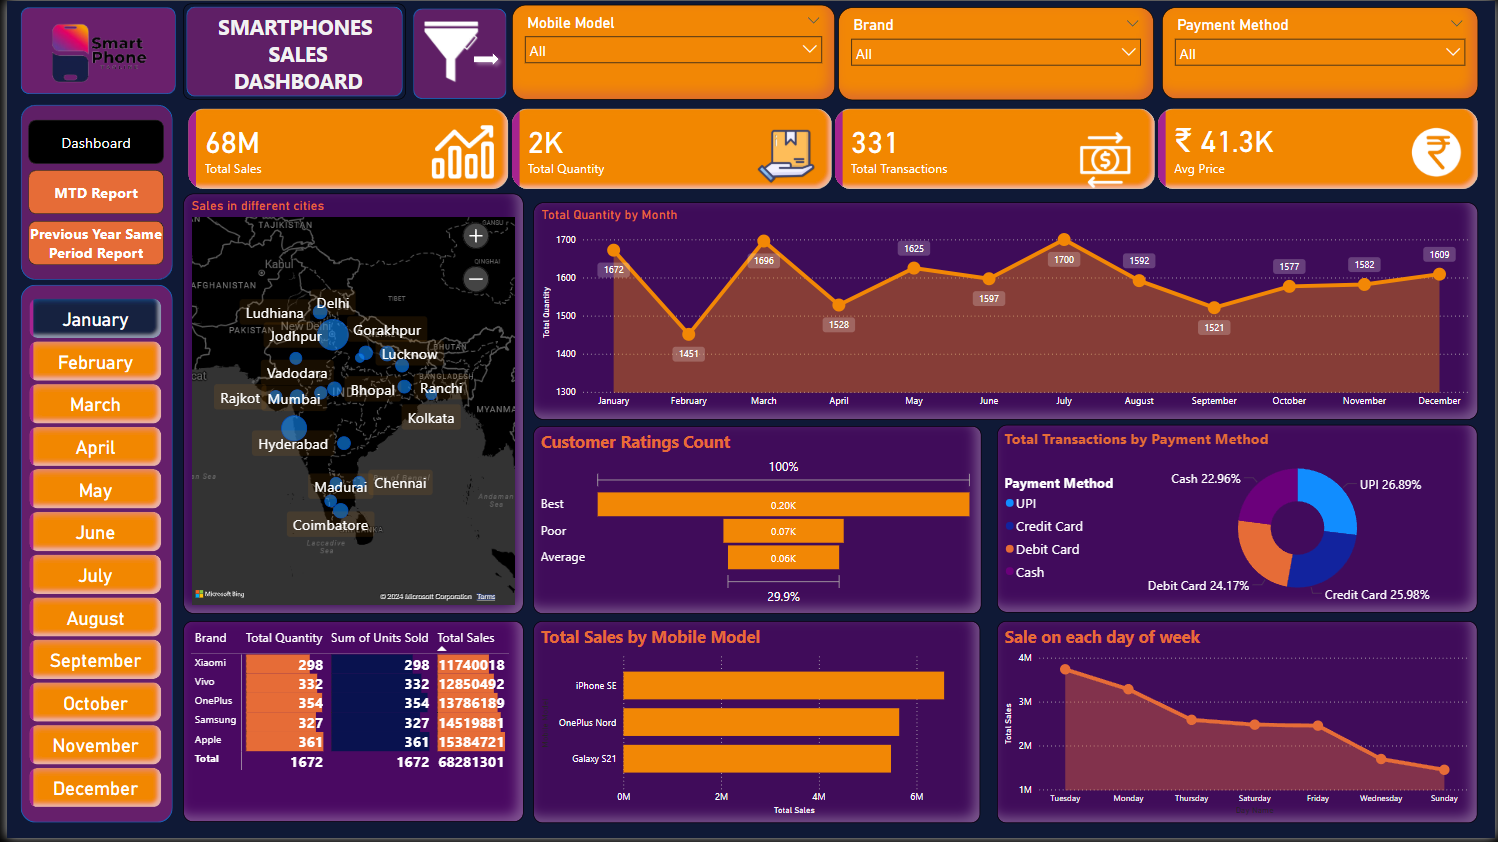 Smart
Phone
SMARTPHONES
SALES
DASHBOARD
Mobile Model
All
Brand
All
Payment Method
All
Dashboard
MTD Report
Previous Year Same
Period Report
January
February
March
April
May
June
July
August
September
October
November
December
68M
Total Sales
2K
Total Quantity
331
Total Transactions
₹ 41.3K
Avg Price
Sales in different cities
TAJIKISTAN
Kabul
QINGHAI
AFGHANISTAN
TIBET
Delhi
Ludhiana
New Delhi
PAKISTAN
Jodhpur
Gorakhpur
BHUTAN
Lucknow
Vadodara
BANGLADESH
Rajkot
Mumbai
Bhopal
Ranchi
MYANMA
Kolkata
Hyderabad
Madurai
Chennai
Andaman
Sea
Coimbatore
Laccadive
Sea
Microsoft Bing
© 2024 Microsoft Corporation
Terms
Total Quantity by Month
Total Quantity
1700
1600
1500
1400
1300
1672
1451
1696
1528
1625
1597
1700
1592
1521
1577
1582
1609
January
February
March
April
May
June
July
August
September
October
November
December
Customer Ratings Count
100%
Best
0.20K
Poor
0.07K
Average
0.06K
29.9%
Total Transactions by Payment Method
Payment Method
UPI
Credit Card
Debit Card
Cash
Cash 22.96%
UPI 26.89%
Debit Card 24.17%
Credit Card 25.98%
Brand Total Quantity Sum of Units Sold Total Sales
Xiaomi 298 298 11740018
Vivo 332 332 12850492
OnePlus 354 354 13786189
Samsung 327 327 14519881
Apple 361 361 15384721
Total 1672 1672 68281301
Total Sales by Mobile Model
iPhone SE
OnePlus Nord
Galaxy S21
0M
2M
4M
6M
Total Sales
Sale on each day of week
Total Sales
4M
3M
2M
1M
Tuesday
Monday
Thursday
Saturday
Friday
Wednesday
Sunday